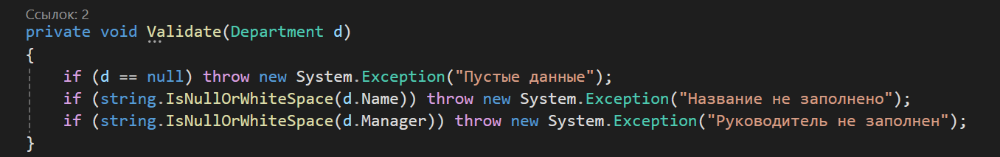 Ссылок: 2
private void Validate(Department d)
{
if (d == null) throw new System.Exception("Пустые данные");
if (string.IsNullOrWhiteSpace(d.Name)) throw new System.Exception("Название не заполнено");
if (string.IsNullOrWhiteSpace(d.Manager)) throw new System.Exception("Руководитель не заполнен");
}